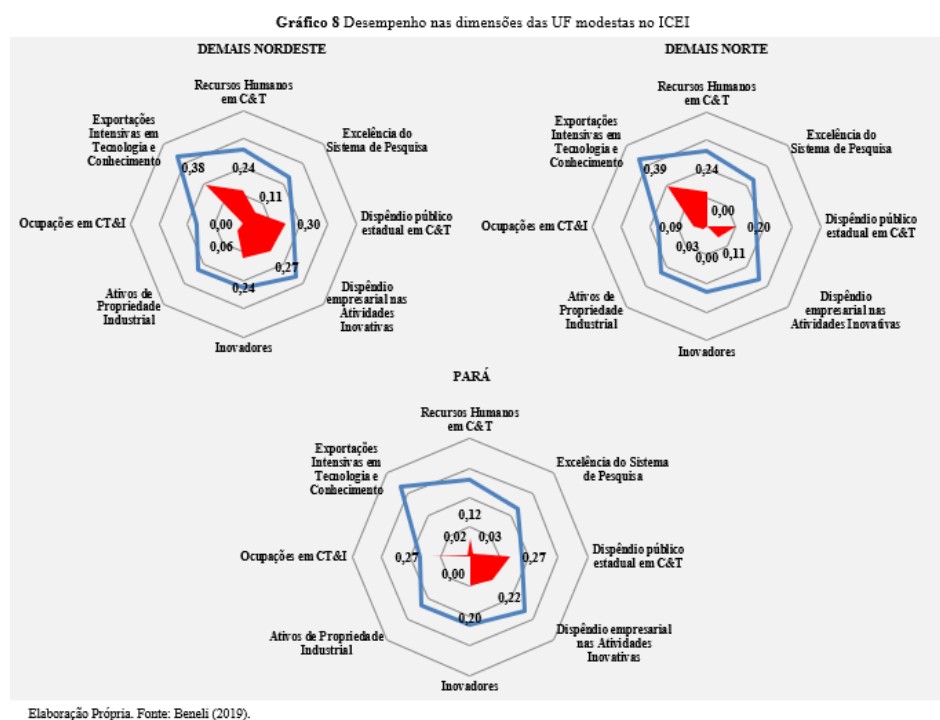 Gráfico 8 Desempenho nas dimensões das UF modestas no ICEI
DEMAIS NORDESTE
Recursos Humanos
em C&T
Exportações
Intensivas em
Tecnologia e
Conhecimento
Excelência do
Sistema de Pesquisa
0,38
0,24
0,11
Ocupações em CT&I
0,00
0,30
Dispêndio público
estadual em C&T
0,06
0,27
0,24
Ativos de
Propriedade
Industrial
Dispêndio
empresarial nas
Atividades
Inovativas
Inovadores
DEMAIS NORTE
Recursos Humanos
em C&T
Exportações
Intensivas em
Tecnologia e
Conhecimento
Excelência do
Sistema de Pesquisa
0,39
0,24
0,00
Ocupações em CT&I
0,09
0,20
Dispêndio público
estadual em C&T
0,03
0,00
0,11
Ativos de
Propriedade
Industrial
Dispêndio
empresarial nas
Atividades Inovativas
Inovadores
PARÁ
Recursos Humanos
em C&T
Exportações
Intensivas em
Tecnologia e
Conhecimento
Excelência do Sistema
de Pesquisa
0,12
0,02
0,03
Ocupações em CT&I
0,27
0,27
Dispêndio público
estadual em C&T
0,00
0,22
0,20
Ativos de Propriedade
Industrial
Dispêndio empresarial
nas Atividades
Inovativas
Inovadores
Elaboração Própria. Fonte: Beneli (2019).